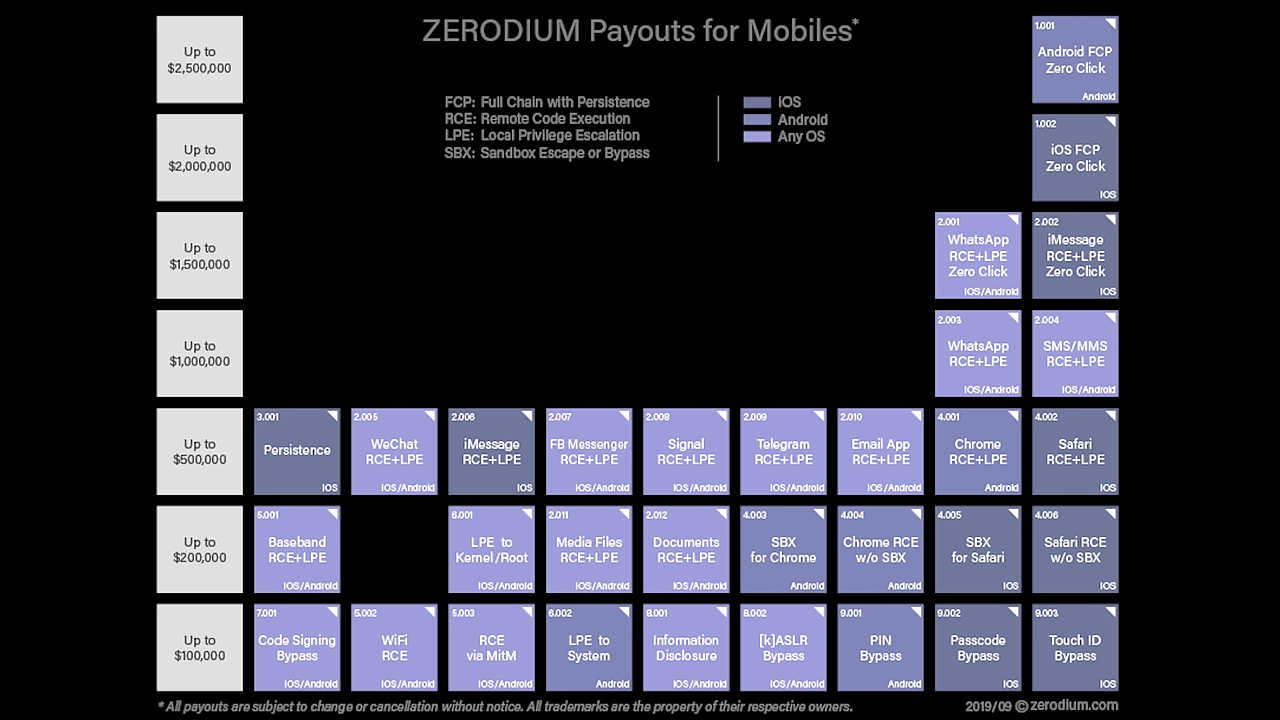 ZERODIUM Payouts for Mobiles*
FCP: Full Chain with Persistence
RCE: Remote Code Execution
LPE: Local Privilege Escalation
SBX: Sandbox Escape or Bypass
iOS
Android
Any OS
Up to
$2,500,000
1.001
Android FCP
Zero Click
Android
Up to
$2,000,000
1.002
iOS FCP
Zero Click
iOS
Up to
$1,500,000
2.001
WhatsApp
RCE+LPE
Zero Click
iOS/Android
2.002
iMessage
RCE+LPE
Zero Click
iOS
Up to
$1,000,000
2.003
WhatsApp
RCE+LPE
iOS/Android
2.004
SMS/MMS
RCE+LPE
iOS/Android
Up to
$500,000
3.001
Persistence
iOS
2.005
WeChat
RCE+LPE
iOS/Android
2.006
iMessage
RCE+LPE
iOS
2.007
FB Messenger
RCE+LPE
iOS/Android
2.008
Signal
RCE+LPE
iOS/Android
2.009
Telegram
RCE+LPE
iOS/Android
2.010
Email App
RCE+LPE
iOS/Android
4.001
Chrome
RCE+LPE
Android
4.002
Safari
RCE+LPE
iOS
Up to
$200,000
5.001
Baseband
RCE+LPE
iOS/Android
6.001
LPE to
Kernel/Root
iOS/Android
2.011
Media Files
RCE+LPE
iOS/Android
2.012
Documents
RCE+LPE
iOS/Android
4.003
SBX
for Chrome
Android
4.004
Chrome RCE
w/o SBX
Android
4.005
SBX
for Safari
iOS
4.006
Safari RCE
w/o SBX
iOS
Up to
$100,000
7.001
Code Signing
Bypass
iOS/Android
5.002
WiFi
RCE
iOS/Android
5.003
RCE
via MitM
iOS/Android
6.002
LPE to
System
Android
8.001
Information
Disclosure
iOS/Android
8.002
[k]ASLR
Bypass
iOS/Android
9.001
PIN
Bypass
Android
9.002
Passcode
Bypass
iOS
9.003
Touch ID
Bypass
iOS
* All payouts are subject to change or cancellation without notice. All trademarks are the property of their respective owners.
2019/09 © zerodium.com